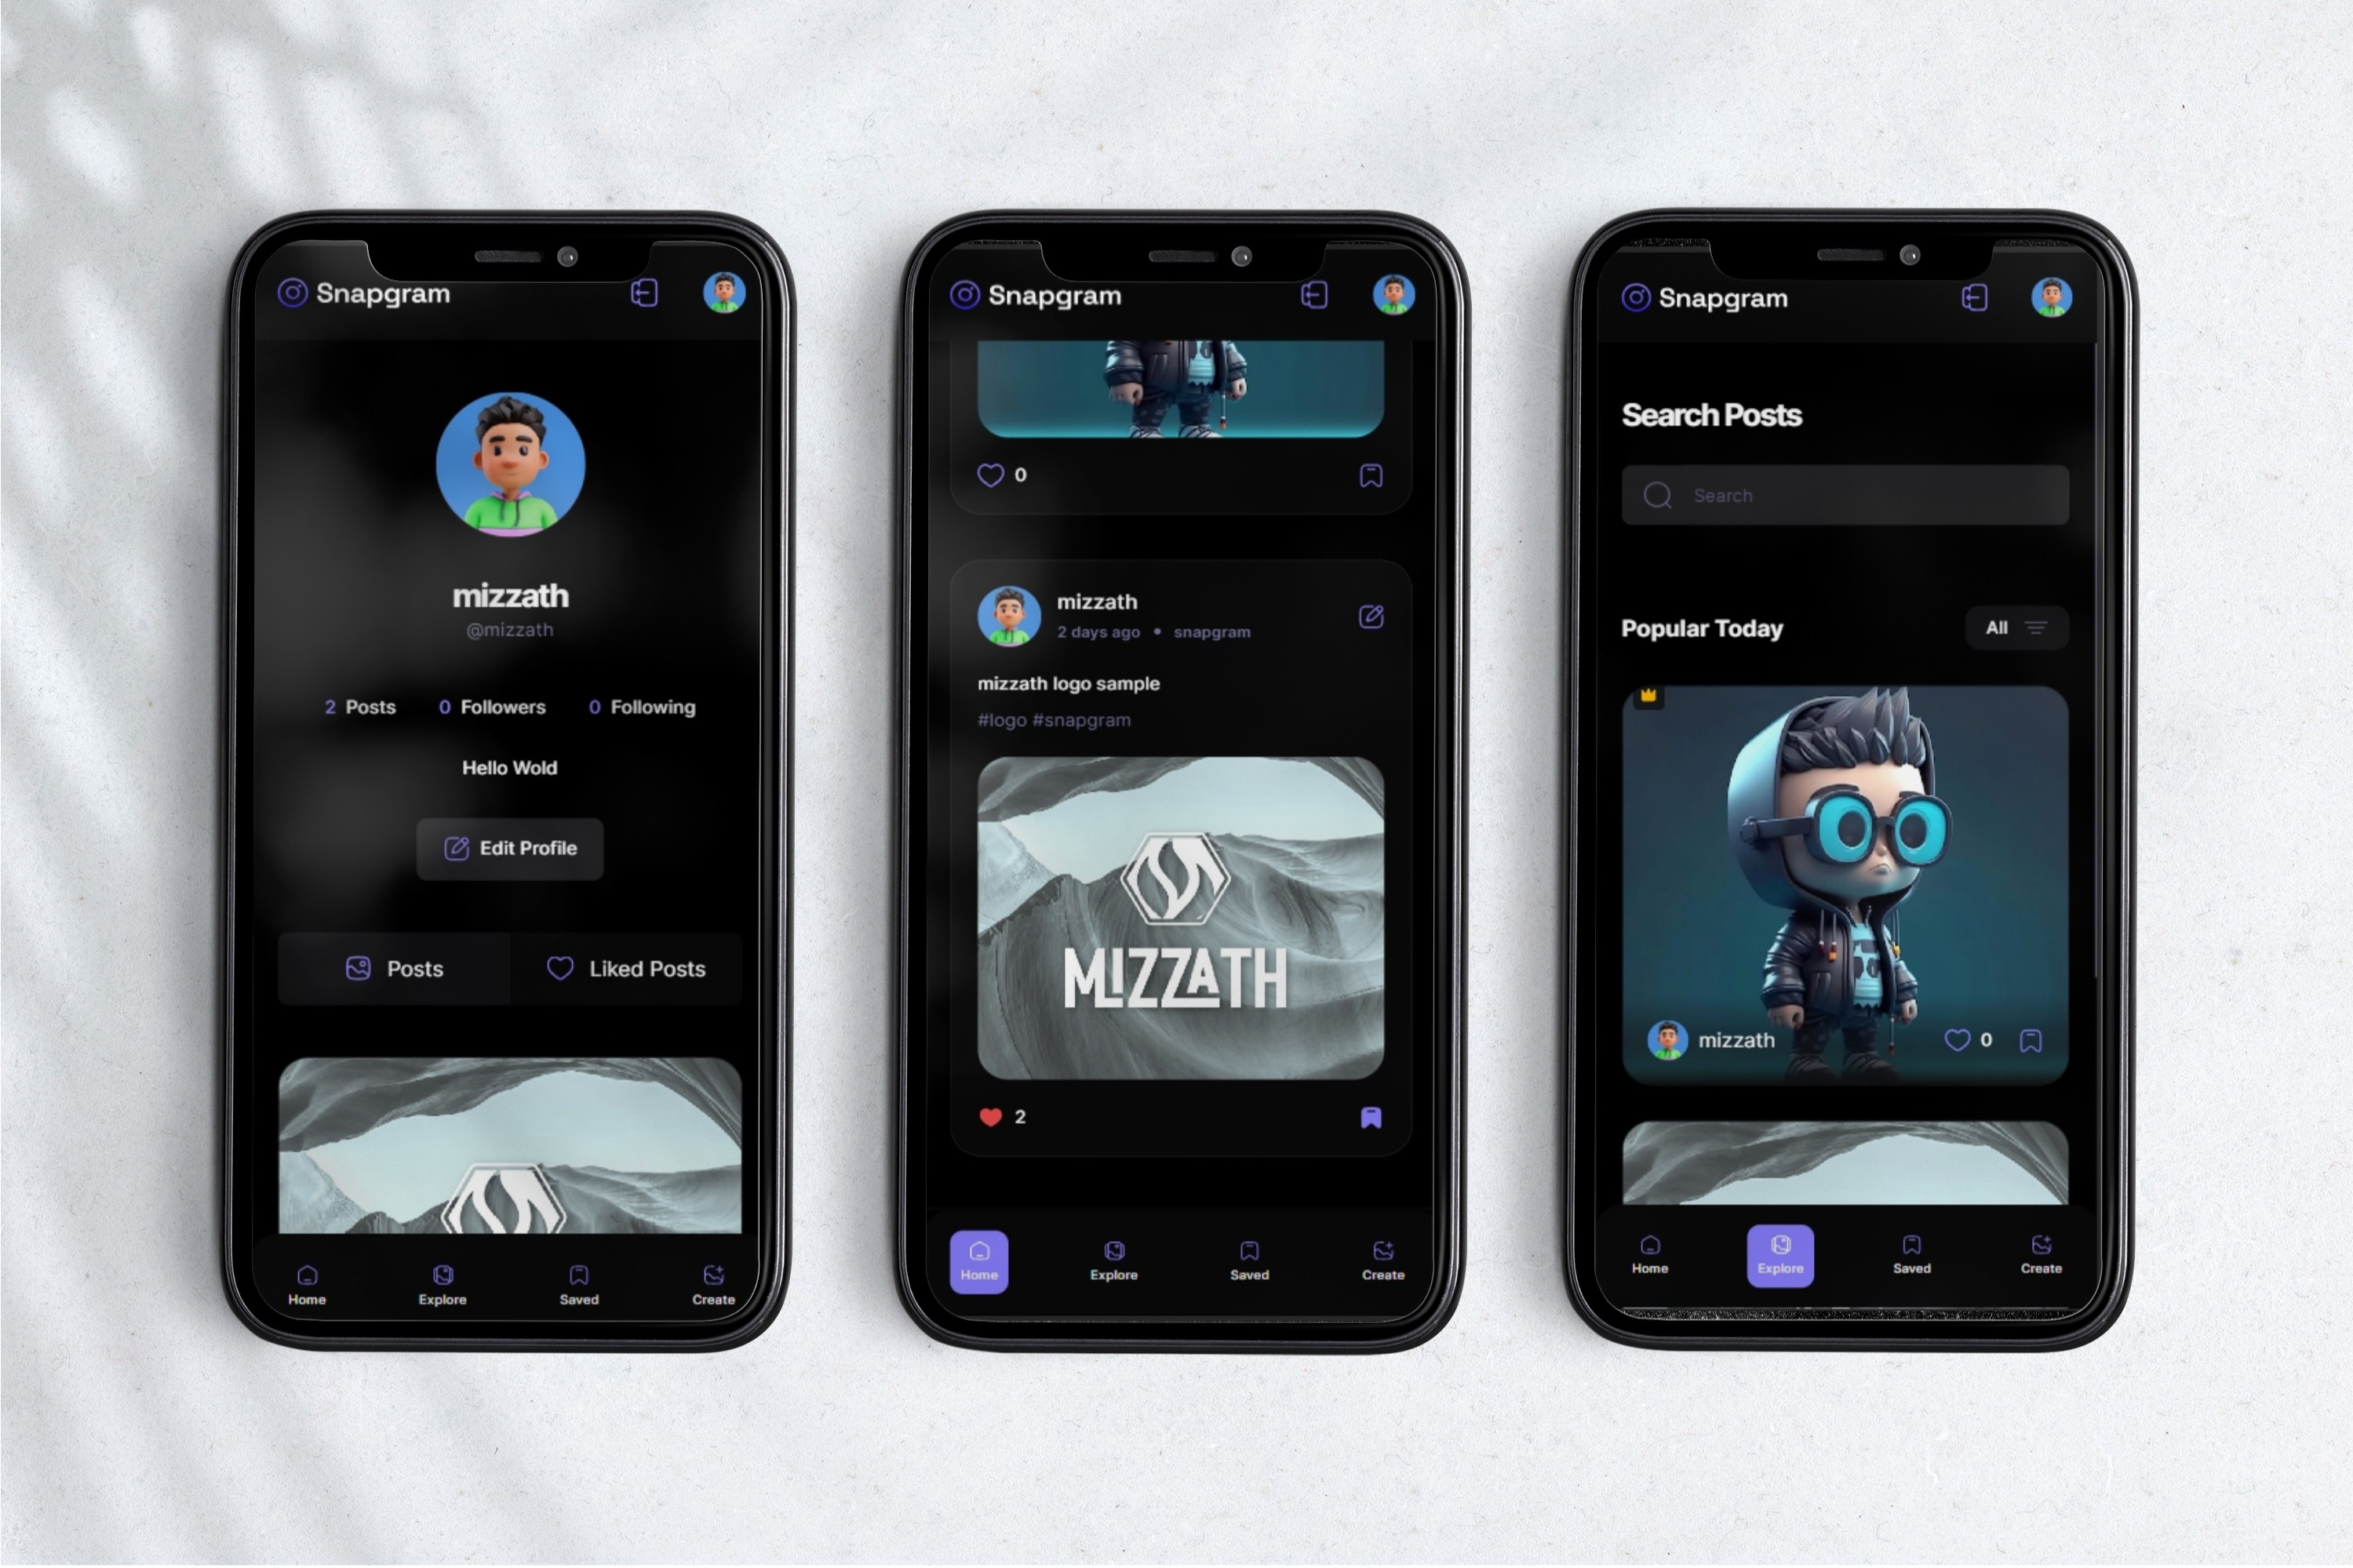 Snapgram
mizzath
@mizzath
2 Posts 0 Followers 0 Following
Hello Wold
Edit Profile
Posts Liked Posts
Home Explore Saved Create
Snapgram
0
mizzath
2 days ago • snapgram
mizzath logo sample
#logo #snapgram
MIZZATH
2
Home Explore Saved Create
Snapgram
Search Posts
Search
Popular Today All
mizzath 0
Home Explore Saved Create